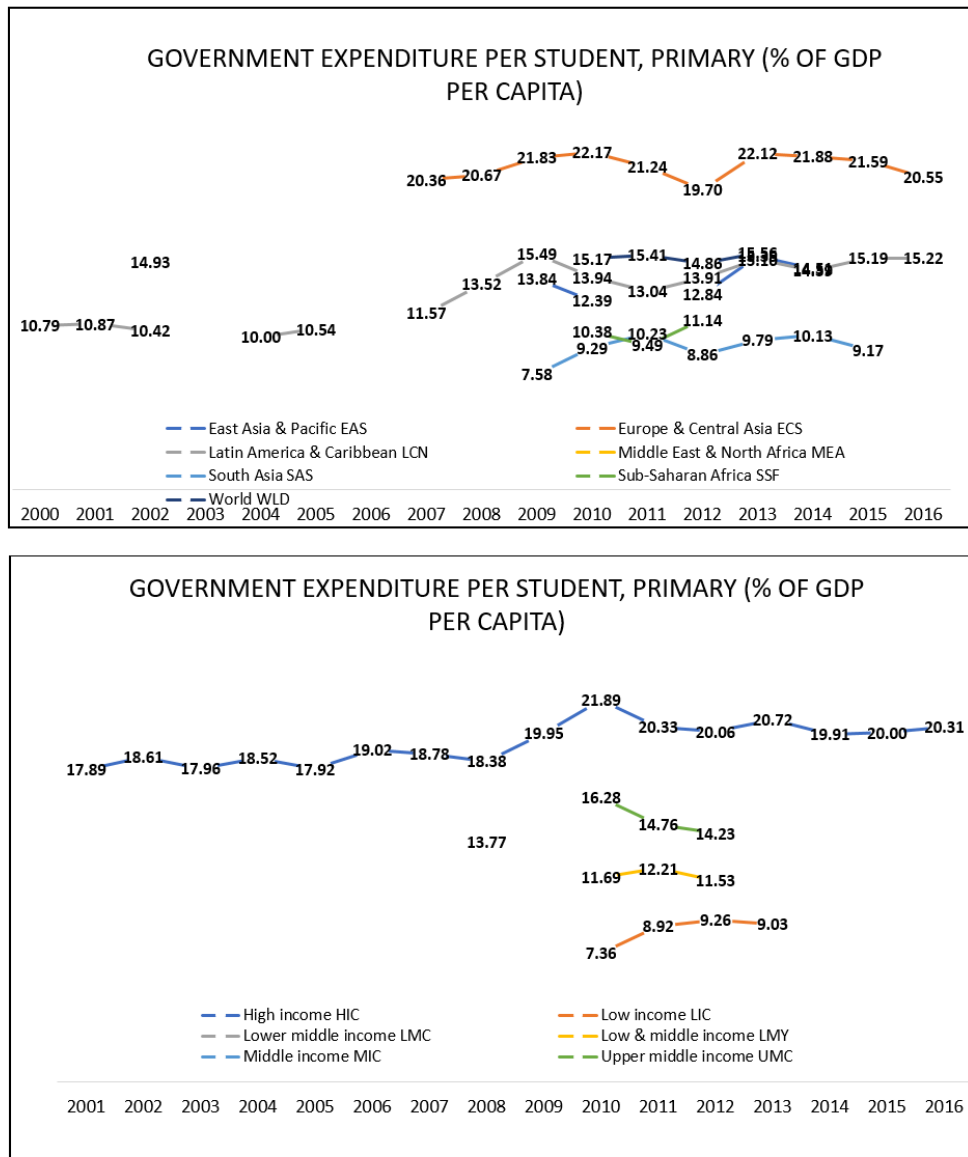 GOVERNMENT EXPENDITURE PER STUDENT, PRIMARY (% OF GDP
PER CAPITA)
20.36 20.67 21.83 22.17 21.24 19.70 22.12 21.88 21.59 20.55
14.93
15.49 15.17 15.41 14.86 15.56 14.51 15.19 15.22
13.52 13.84 13.94 13.04 13.91
12.39 12.84
10.79 10.87 10.42 10.00 10.54 11.57
10.38 10.23 11.14
7.58 9.29 9.49 8.86 9.79 10.13 9.17
East Asia & Pacific EAS Europe & Central Asia ECS
Latin America & Caribbean LCN Middle East & North Africa MEA
South Asia SAS Sub-Saharan Africa SSF
World WLD
2000 2001 2002 2003 2004 2005 2007 2008 2009 2010 2011 2012 2013 2014 2015 2016
GOVERNMENT EXPENDITURE PER STUDENT, PRIMARY (% OF GDP
PER CAPITA)
17.89 18.61 17.96 18.52 17.92 19.02 18.78 18.38 19.95 21.89 20.33 20.06 20.72 19.91 20.00 20.31
16.28 14.76 14.23
13.77
11.69 12.21 11.53
7.36 8.92 9.26 9.03
High income HIC Low income LIC
Lower middle income LMC Low & middle income LMY
Middle income MIC Upper middle income UMC
2001 2002 2003 2004 2005 2006 2007 2008 2009 2010 2011 2012 2013 2014 2015 2016